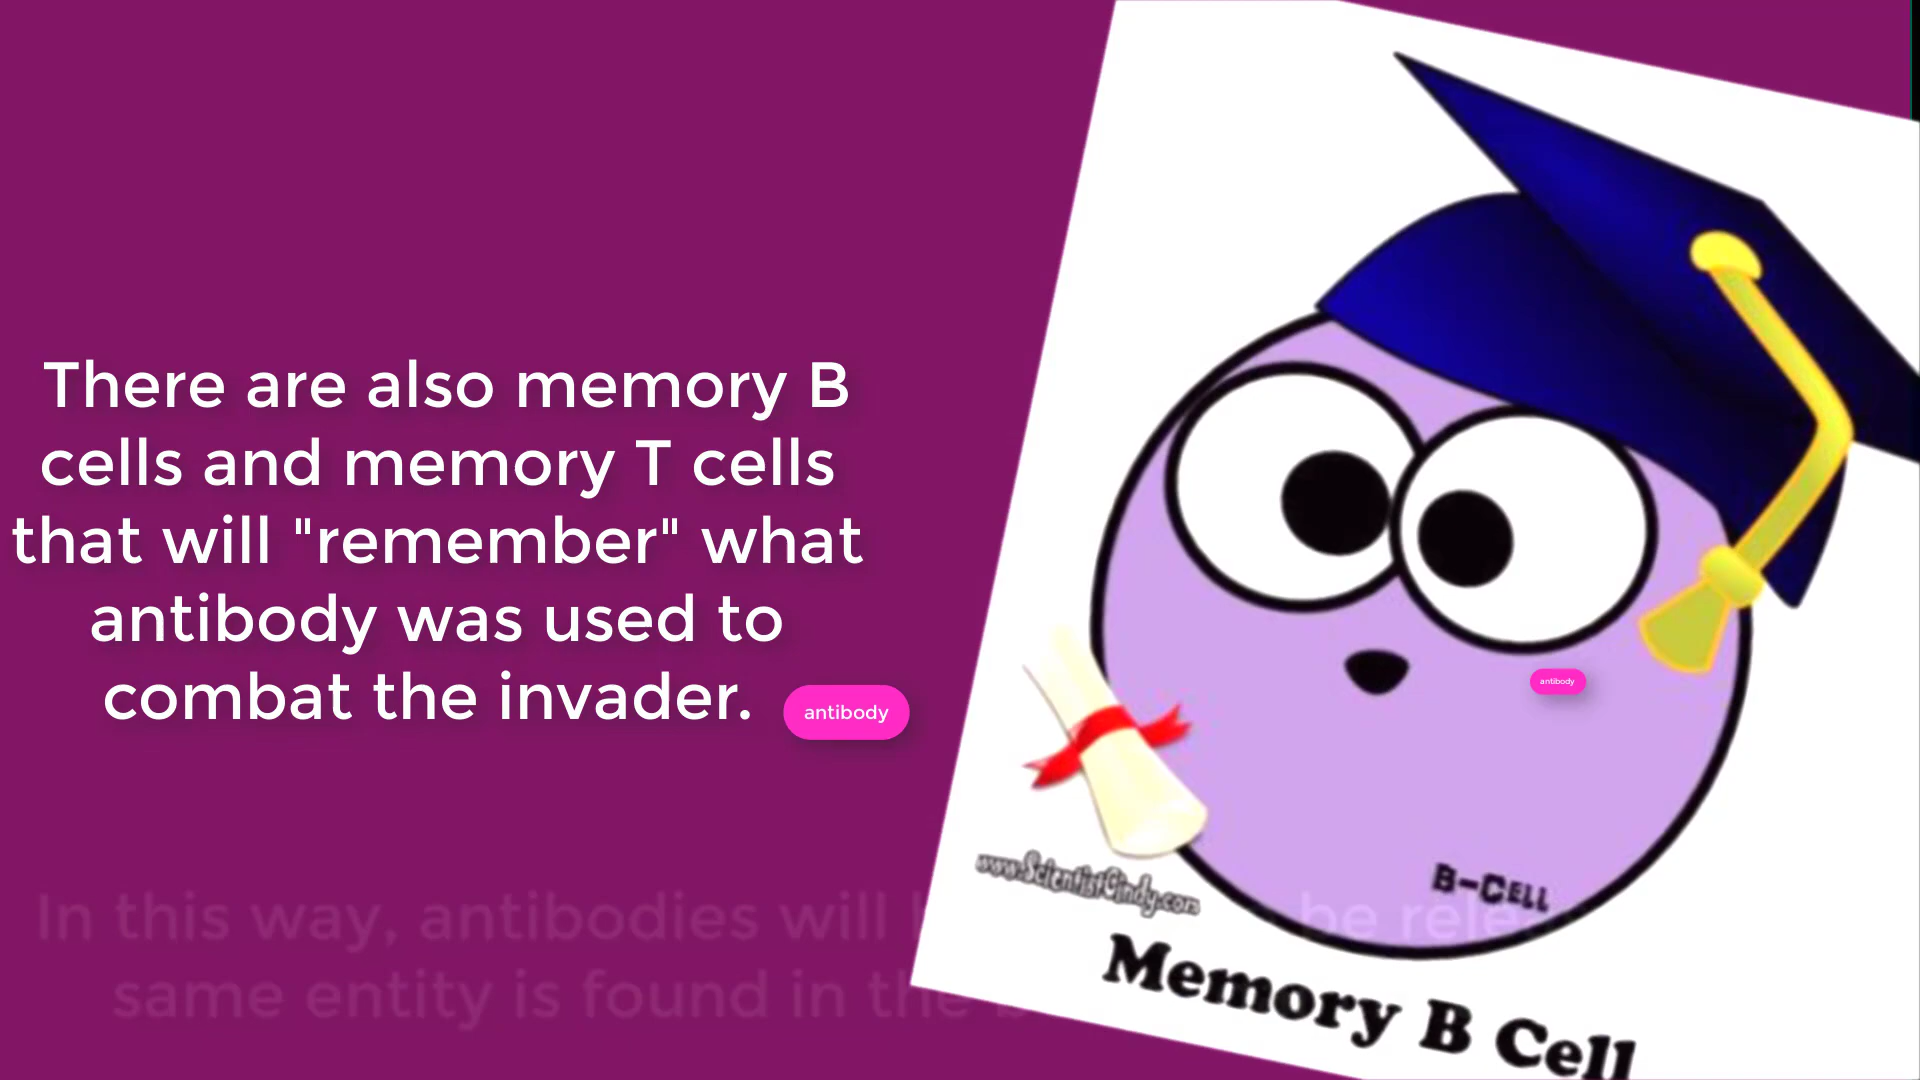 There are also memory B
cells and memory T cells
that will "remember" what
antibody was used to
combat the invader.
antibody
antibody
www.ScientistCindy.com
B-CELL
Memory B Cell
In this way, antibodies will be
same entity is found in the